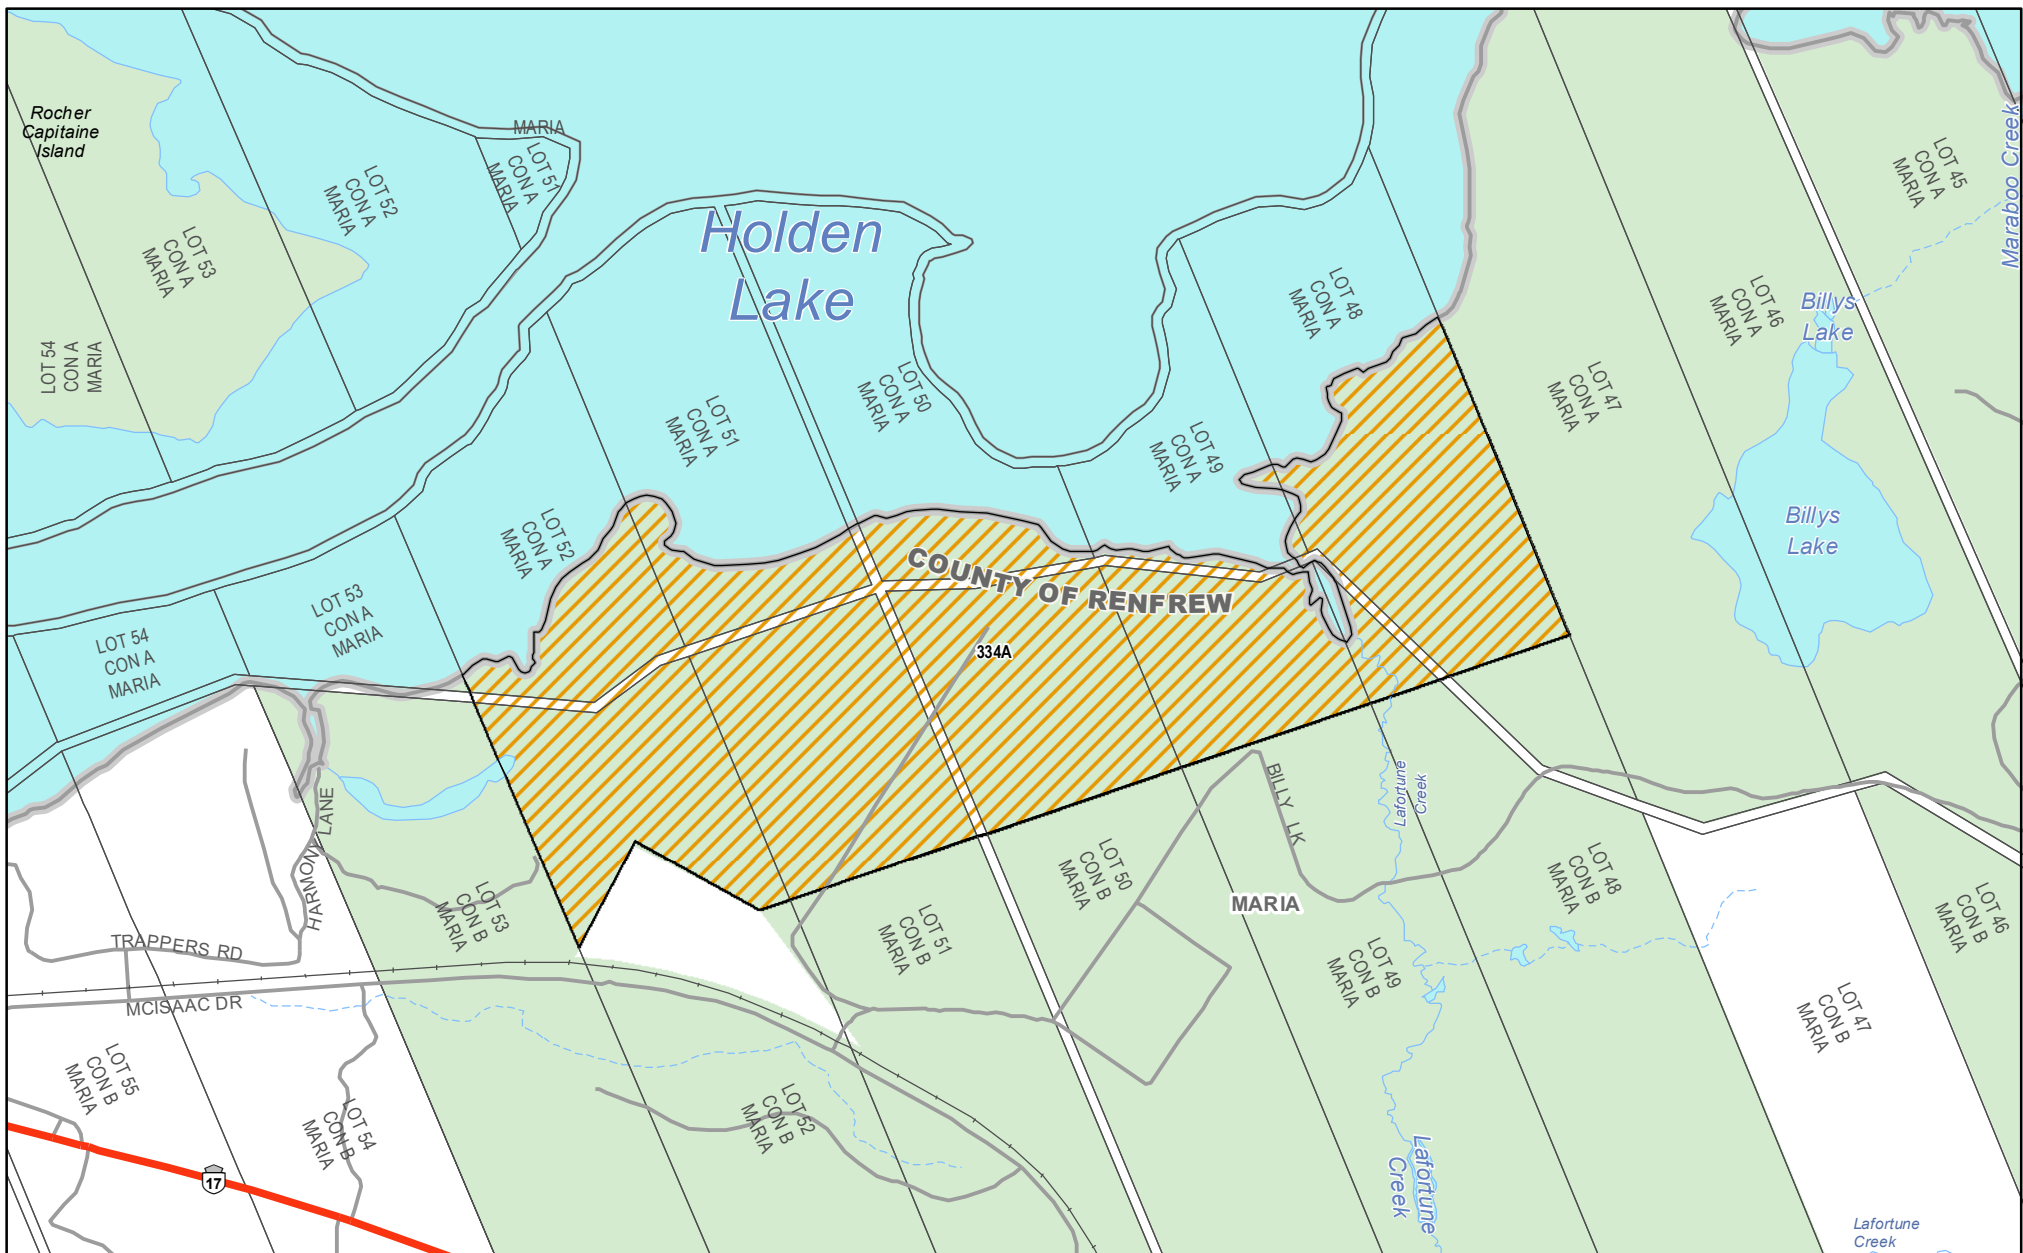 Rocher
Capitaine
Island
MARIA
LOT 51
CON A
MARIA
LOT 52
CON A
MARIA
LOT 53
CON A
MARIA
LOT 54
CON A
MARIA
Holden
Lake
LOT 45
CON A
MARIA
Maraboo Creek
LOT 48
CON A
MARIA
LOT 46
CON A
MARIA
Billys
Lake
LOT 47
CON A
MARIA
LOT 50
CON A
MARIA
LOT 51
CON A
MARIA
LOT 49
CON A
MARIA
LOT 52
CON A
MARIA
Billys
Lake
LOT 53
CON A
MARIA
LOT 54
CON A
MARIA
COUNTY OF RENFREW
334A
HARMONY LANE
BILLY LK
Lafortune
Creek
LOT 53
CON B
MARIA
LOT 50
CON B
MARIA
LOT 51
CON B
MARIA
MARIA
LOT 48
CON B
MARIA
LOT 46
CON B
MARIA
TRAPPERS RD
MCISAAC DR
LOT 49
CON B
MARIA
LOT 47
CON B
MARIA
LOT 55
CON B
MARIA
LOT 54
CON B
MARIA
LOT 52
CON B
MARIA
17
Lafortune
Creek
Lafortune
Creek